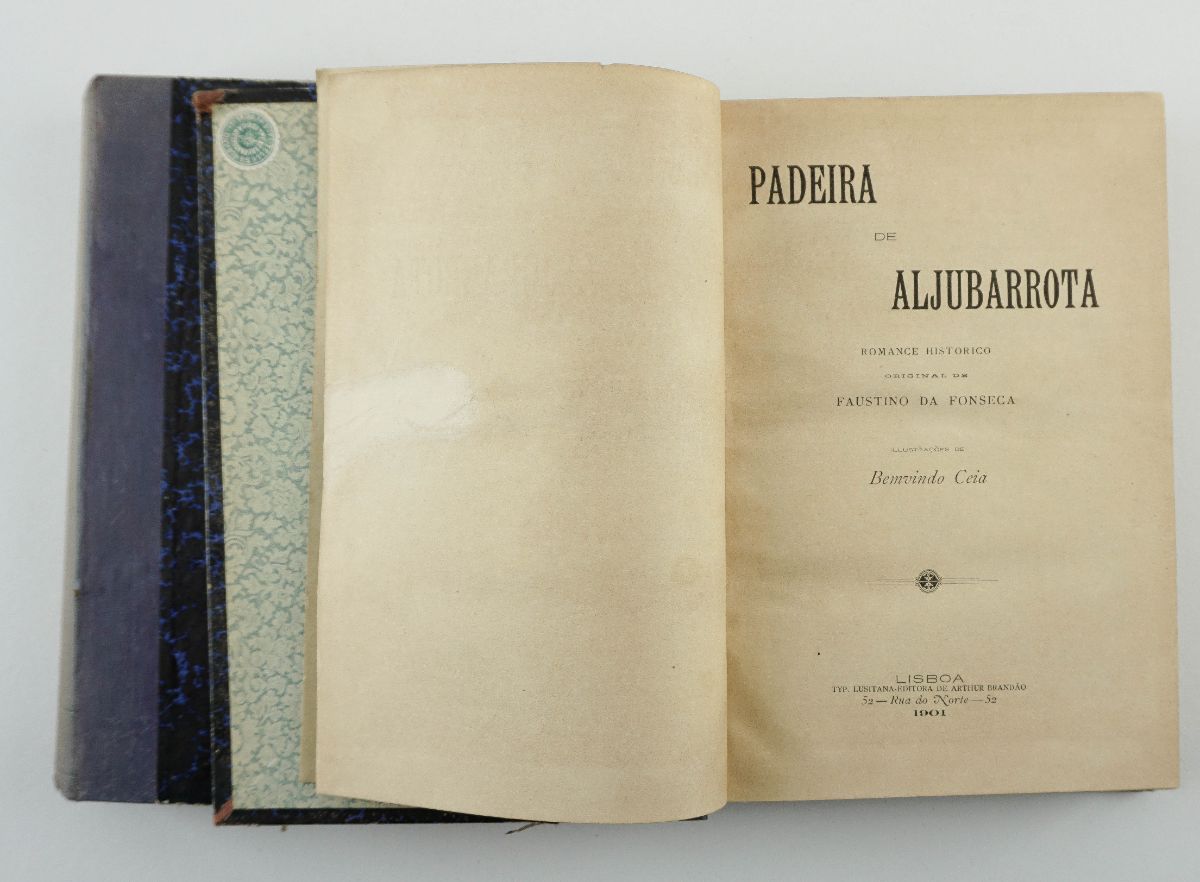 PADEIRA
DE
ALJUBARROTA
ROMANCE HISTORICO
ORIGINAL DE
FAUSTINO DA FONSECA
ILLUSTRAÇÕES DE
Bemvindo Ceia
LISBOA
TYP. LUSITANA-EDITORA DE ARTHUR BRANDÃO
52 — Rua do Norte — 52
1901